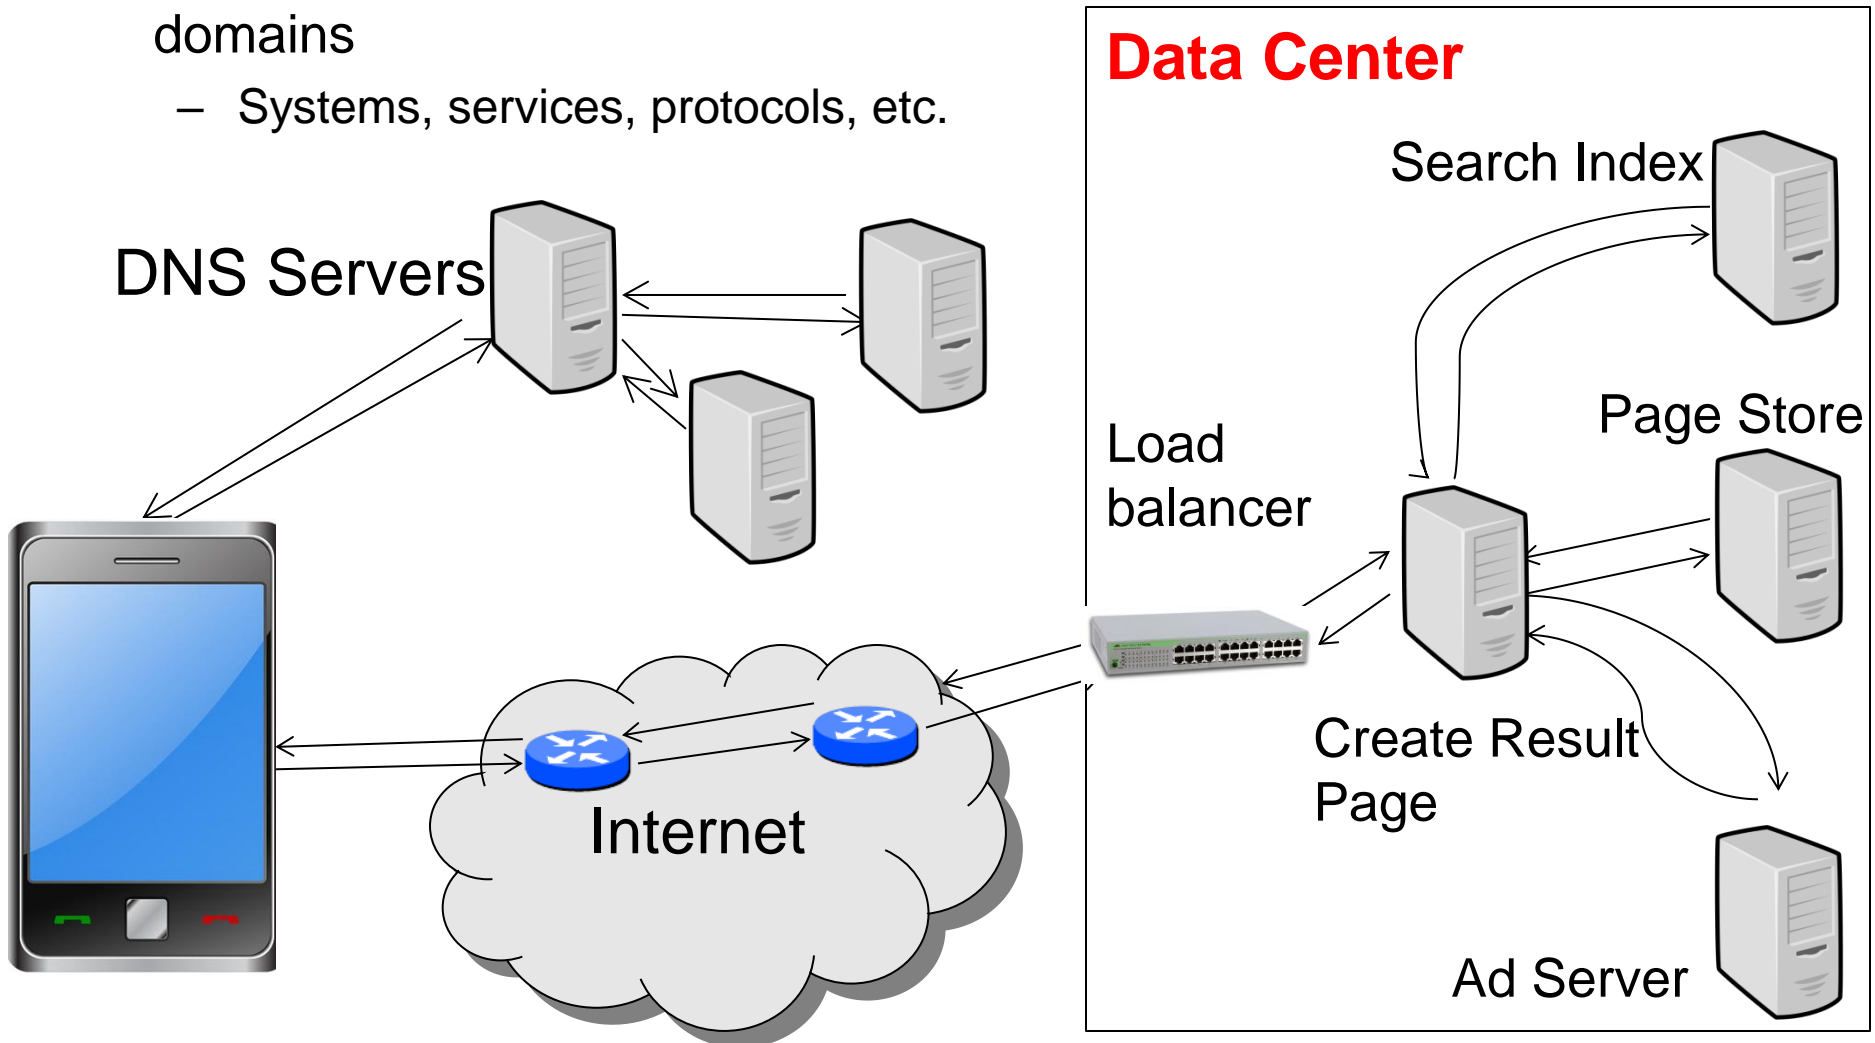 domains
– Systems, services, protocols, etc.
Data Center
Search Index
DNS Servers
Page Store
Load
balancer
Create Result
Page
Internet
Ad Server